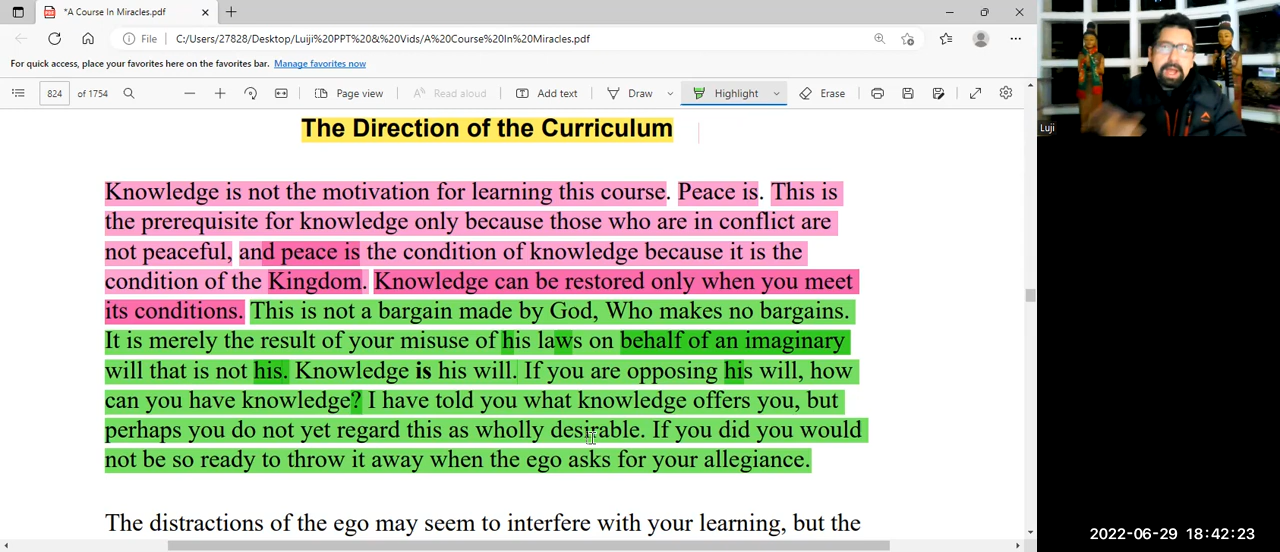 *A Course In Miracles.pdf
File
C:/Users/27828/Desktop/Luiji%20PPT%20&%20Vids/A%20Course%20In%20Miracles.pdf
For quick access, place your favorites here on the favorites bar. Manage favorites now
824 of 1754 Page view Read aloud Add text Draw Highlight Erase
The Direction of the Curriculum
Knowledge is not the motivation for learning this course. Peace is. This is
the prerequisite for knowledge only because those who are in conflict are
not peaceful, and peace is the condition of knowledge because it is the
condition of the Kingdom. Knowledge can be restored only when you meet
its conditions. This is not a bargain made by God, Who makes no bargains.
It is merely the result of your misuse of his laws on behalf of an imaginary
will that is not his. Knowledge is his will. If you are opposing his will, how
can you have knowledge? I have told you what knowledge offers you, but
perhaps you do not yet regard this as wholly desirable. If you did you would
not be so ready to throw it away when the ego asks for your allegiance.
The distractions of the ego may seem to interfere with your learning, but the
Luji
2022-06-29 18:42:23